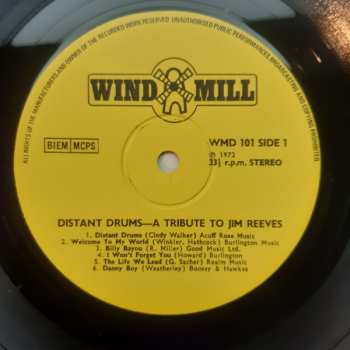 ALL RIGHTS OF THE MANUFACTURERS AND OWNER OF THE RECORDED WORK RESERVED. UNAUTHORISED PUBLIC PERFORMANCE, BROADCASTING AND COPYING OF THIS RECORD PROHIBITED
WIND MILL
WMD 101 SIDE 1
BIEM MCPS
Ⓟ 1972
33⅓ r.p.m. STEREO
DISTANT DRUMS—A TRIBUTE TO JIM REEVES
1. Distant Drums (Cindy Walker) Acuff Rose Music
2. Welcome To My World (Winkler, Hathcock) Burlington Music
3. Billy Bayou (R. Miller) Good Music Ltd.
4. I Won't Forget You (Howard) Burlington
5. The Life We Lead (G. Sacher) Realm Music
6. Danny Boy (Weatherley) Boosey & Hawkes